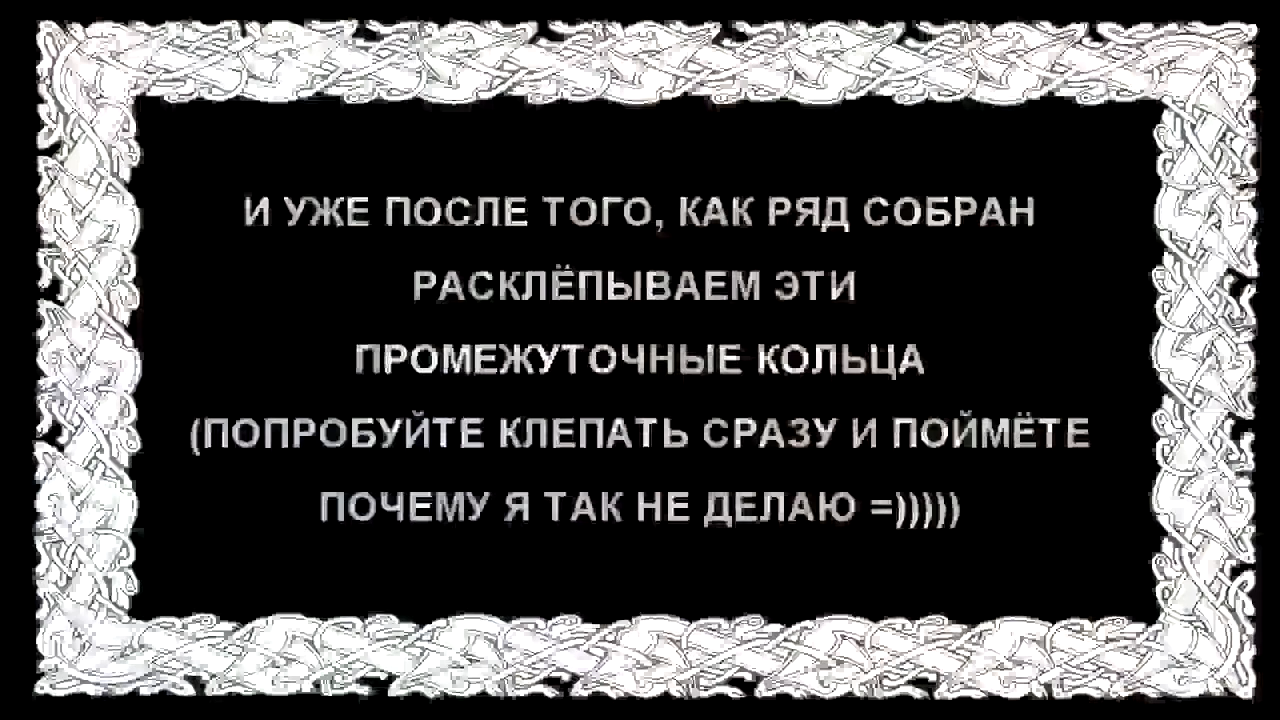 И УЖЕ ПОСЛЕ ТОГО, КАК РЯД СОБРАН
РАСКЛЁПЫВАЕМ ЭТИ
ПРОМЕЖУТОЧНЫЕ КОЛЬЦА
(ПОПРОБУЙТЕ КЛЕПАТЬ СРАЗУ И ПОЙМЁТЕ
ПОЧЕМУ Я ТАК НЕ ДЕЛАЮ =)))))